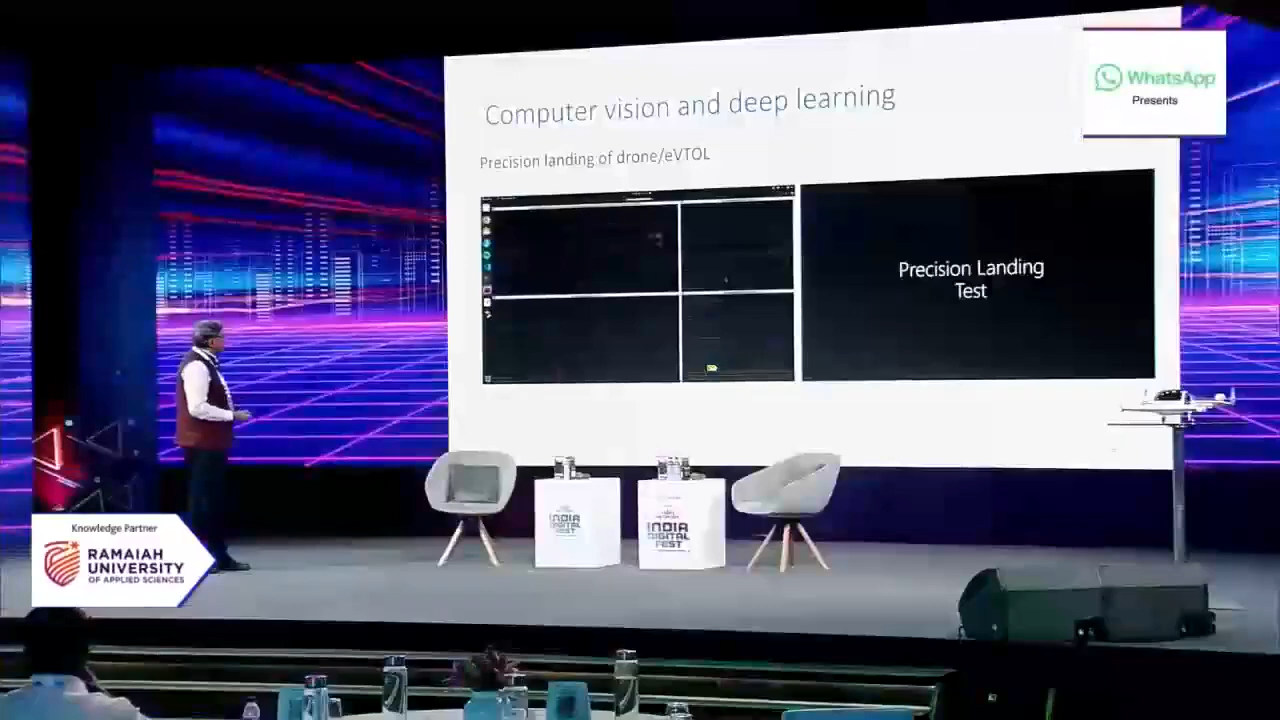 Computer vision and deep learning
Precision landing of drone/eVTOL
Precision Landing
Test
WhatsApp
Presents
INDIA
DIGITAL
FEST
INDIA
DIGITAL
FEST
Knowledge Partner
RAMAIAH
UNIVERSITY
OF APPLIED SCIENCES